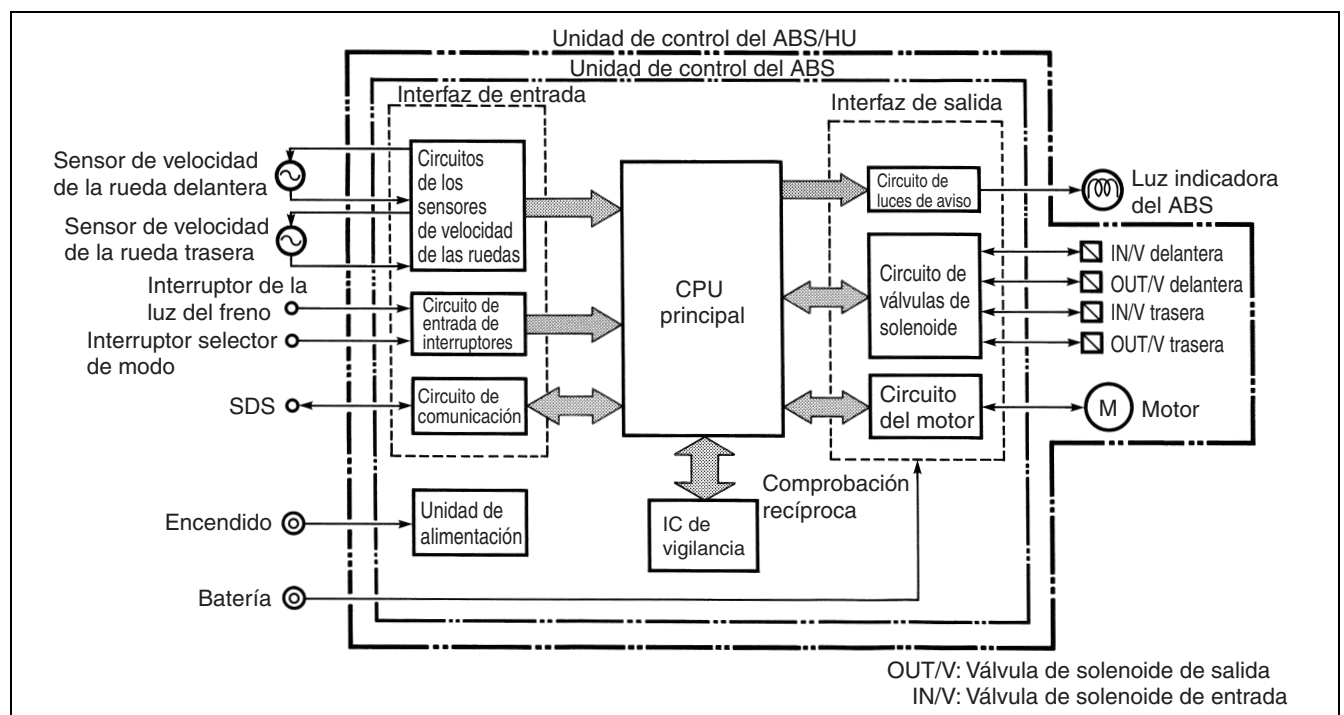 Unidad de control del ABS/HU
Unidad de control del ABS
Interfaz de entrada
Interfaz de salida
Sensor de velocidad
de la rueda delantera
Sensor de velocidad
de la rueda trasera
Interruptor de la
luz del freno
Interruptor selector
de modo
SDS
Encendido
Batería
Circuitos
de los
sensores
de velocidad
de las ruedas
Circuito de
entrada de
interruptores
Circuito de
comunicación
Unidad de
alimentación
CPU
principal
IC de
vigilancia
Comprobación
recíproca
Circuito de
luces de aviso
Circuito de
válvulas de
solenoide
Circuito
del motor
Luz indicadora
del ABS
IN/V delantera
OUT/V delantera
IN/V trasera
OUT/V trasera
M
Motor
OUT/V: Válvula de solenoide de salida
IN/V: Válvula de solenoide de entrada